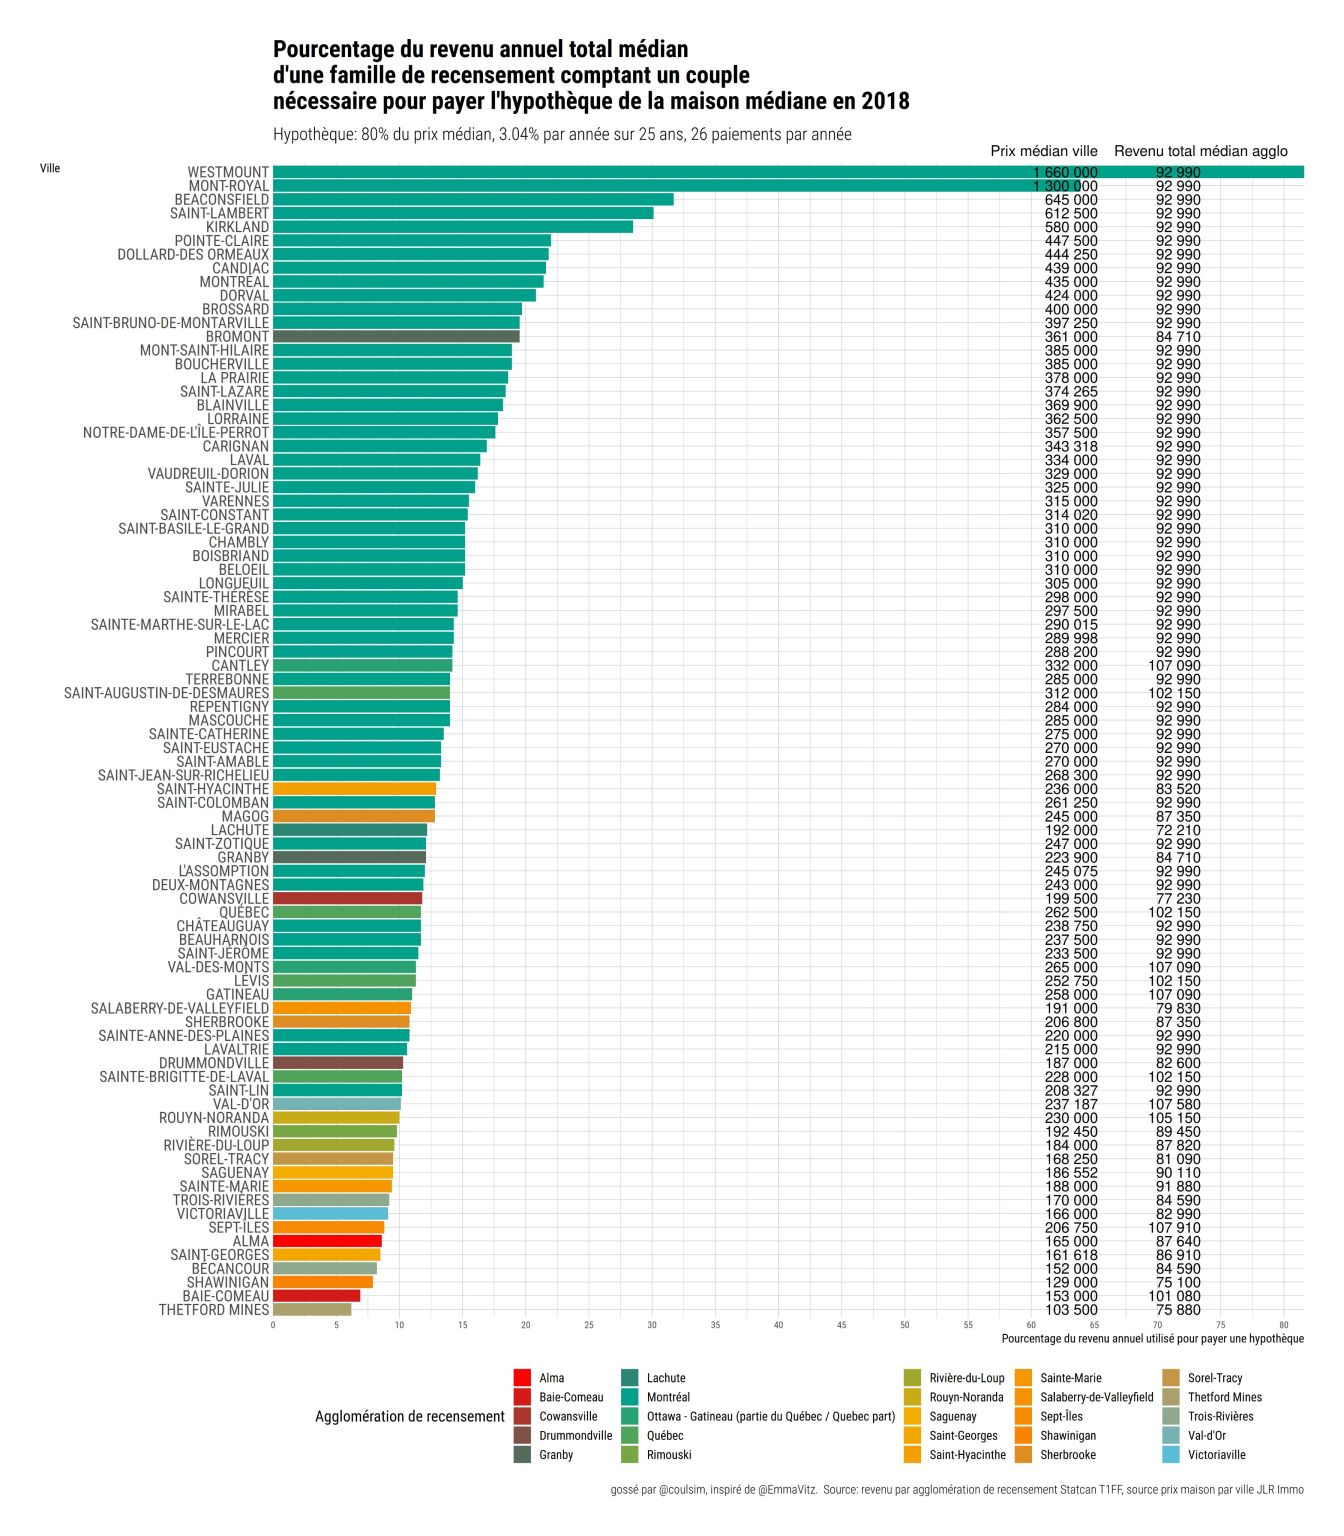 Pourcentage du revenu annuel total médian
d'une famille de recensement comptant un couple
nécessaire pour payer l'hypothèque de la maison médiane en 2018
Hypothèque: 80% du prix médian, 3.04% par année sur 25 ans, 26 paiements par année
Prix médian ville Revenu total médian agglo
Ville
WESTMOUNT 1 660 000 92 990
MONT-ROYAL 1 300 000 92 990
BEACONSFIELD 645 000 92 990
SAINT-LAMBERT 612 500 92 990
KIRKLAND 580 000 92 990
POINTE-CLAIRE 447 500 92 990
DOLLARD-DES ORMEAUX 444 250 92 990
CANDIAC 439 000 92 990
MONTRÉAL 435 000 92 990
DORVAL 424 000 92 990
BROSSARD 400 000 92 990
SAINT-BRUNO-DE-MONTARVILLE 397 250 92 990
BROMONT 361 000 84 710
MONT-SAINT-HILAIRE 385 000 92 990
BOUCHERVILLE 385 000 92 990
LA PRAIRIE 378 000 92 990
SAINT-LAZARE 374 265 92 990
BLAINVILLE 369 900 92 990
LORRAINE 362 500 92 990
NOTRE-DAME-DE-L'ÎLE-PERROT 357 500 92 990
CARIGNAN 343 318 92 990
LAVAL 334 000 92 990
VAUDREUIL-DORION 329 000 92 990
SAINTE-JULIE 325 000 92 990
VARENNES 315 000 92 990
SAINT-CONSTANT 314 020 92 990
SAINT-BASILE-LE-GRAND 310 000 92 990
CHAMBLY 310 000 92 990
BOISBRIAND 310 000 92 990
BELOEIL 310 000 92 990
LONGUEUIL 305 000 92 990
SAINTE-THÉRÈSE 298 000 92 990
MIRABEL 297 500 92 990
SAINTE-MARTHE-SUR-LE-LAC 290 015 92 990
MERCIER 289 998 92 990
PINCOURT 288 200 92 990
CANTLEY 332 000 107 090
TERREBONNE 285 000 92 990
SAINT-AUGUSTIN-DE-DESMAURES 312 000 102 150
REPENTIGNY 284 000 92 990
MASCOUCHE 285 000 92 990
SAINTE-CATHERINE 275 000 92 990
SAINT-EUSTACHE 270 000 92 990
SAINT-AMABLE 270 000 92 990
SAINT-JEAN-SUR-RICHELIEU 268 300 92 990
SAINT-HYACINTHE 236 000 83 520
SAINT-COLOMBAN 261 250 92 990
MAGOG 245 000 87 350
LACHUTE 192 000 72 210
SAINT-ZOTIQUE 247 000 92 990
GRANBY 223 900 84 710
L'ASSOMPTION 245 075 92 990
DEUX-MONTAGNES 243 000 92 990
COWANSVILLE 199 500 77 230
QUÉBEC 262 500 102 150
CHÂTEAUGUAY 238 750 92 990
BEAUHARNOIS 237 500 92 990
SAINT-JÉRÔME 233 500 92 990
VAL-DES-MONTS 265 000 107 090
LÉVIS 252 750 102 150
GATINEAU 258 000 107 090
SALABERRY-DE-VALLEYFIELD 191 000 79 830
SHERBROOKE 206 800 87 350
SAINTE-ANNE-DES-PLAINES 220 000 92 990
LAVALTRIE 215 000 92 990
DRUMMONDVILLE 187 000 82 600
SAINTE-BRIGITTE-DE-LAVAL 228 000 102 150
SAINT-LIN 208 327 92 990
VAL-D'OR 237 187 107 580
ROUYN-NORANDA 230 000 105 150
RIMOUSKI 192 450 89 450
RIVIÈRE-DU-LOUP 184 000 87 820
SOREL-TRACY 168 250 81 090
SAGUENAY 186 552 90 110
SAINTE-MARIE 188 000 91 880
TROIS-RIVIÈRES 170 000 84 590
VICTORIAVILLE 166 000 82 990
SEPT-ÎLES 206 750 107 910
ALMA 165 000 87 640
SAINT-GEORGES 161 618 86 910
BÉCANCOUR 152 000 84 590
SHAWINIGAN 129 000 75 100
BAIE-COMEAU 153 000 101 080
THETFORD MINES 103 500 75 880
0 5 10 15 20 25 30 35 40 45 50 55 60 65 70 75 80
Pourcentage du revenu annuel utilisé pour payer une hypothèque
Agglomération de recensement
Alma
Baie-Comeau
Cowansville
Drummondville
Granby
Lachute
Montréal
Ottawa - Gatineau (partie du Québec / Quebec part)
Québec
Rimouski
Rivière-du-Loup
Rouyn-Noranda
Saguenay
Saint-Georges
Saint-Hyacinthe
Sainte-Marie
Salaberry-de-Valleyfield
Sept-Îles
Shawinigan
Sherbrooke
Sorel-Tracy
Thetford Mines
Trois-Rivières
Val-d'Or
Victoriaville
gossé par @coulsim, inspiré de @EmmaVitz. Source: revenu par agglomération de recensement Statcan T1FF, source prix maison par ville JLR Immo